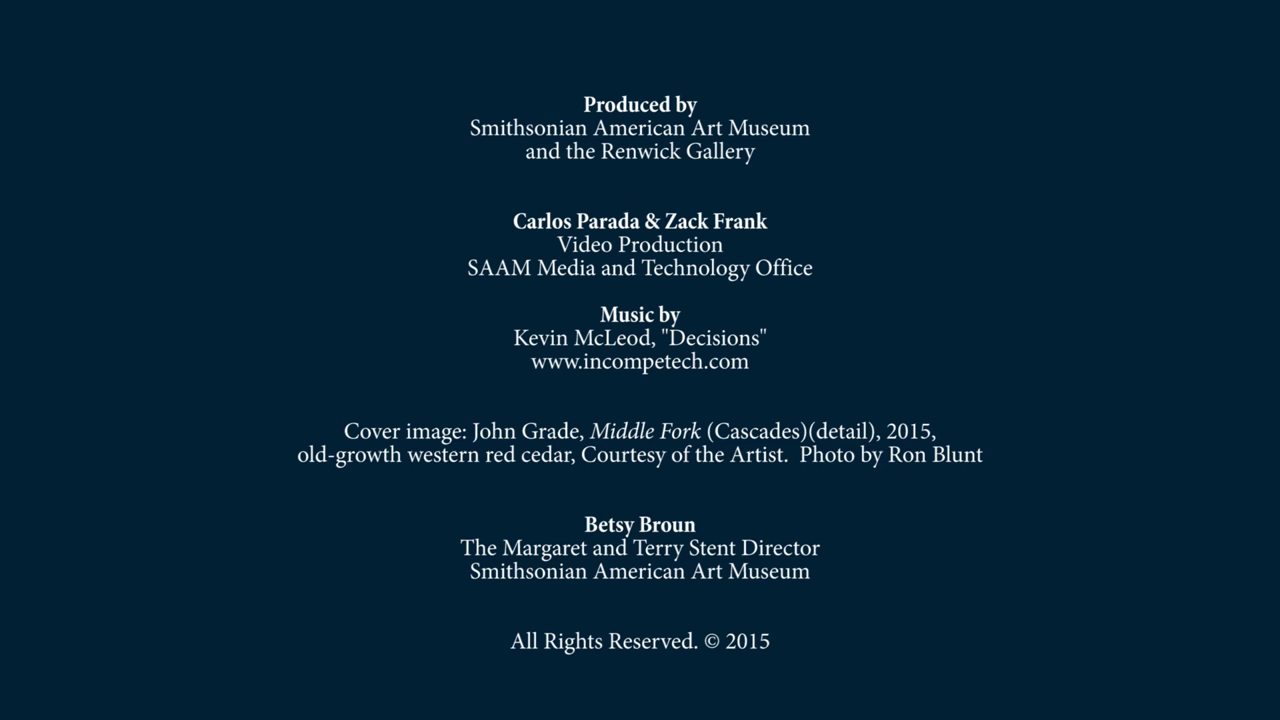 Produced by
Smithsonian American Art Museum
and the Renwick Gallery
Carlos Parada & Zack Frank
Video Production
SAAM Media and Technology Office
Music by
Kevin McLeod, "Decisions"
www.incompetech.com
Cover image: John Grade, Middle Fork (Cascades)(detail), 2015,
old-growth western red cedar, Courtesy of the Artist.  Photo by Ron Blunt
Betsy Broun
The Margaret and Terry Stent Director
Smithsonian American Art Museum
All Rights Reserved. © 2015